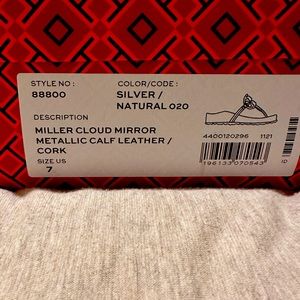 STYLE NO :
88800
COLOR/CODE :
SILVER /
NATURAL 020
DESCRIPTION
MILLER CLOUD MIRROR
METALLIC CALF LEATHER /
CORK
SIZE US
7
4400120296 1121
196133070543